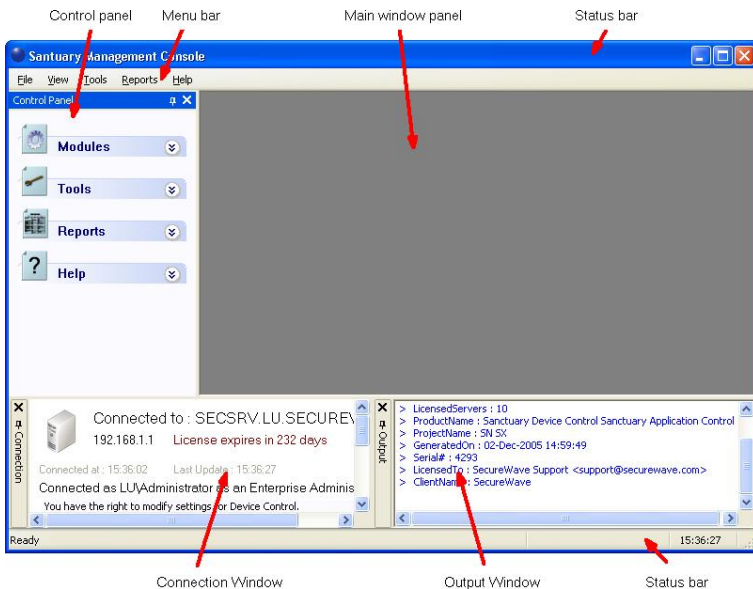 Control panel
Menu bar
Main window panel
Status bar
Santuary Management Console
File View Tools Reports Help
Control Panel
Modules
Tools
Reports
Help
Connection
Connected to : SECSRV.LU.SECURE
192.168.1.1 License expires in 232 days
Connected at : 15:36:02 Last Update : 15:36:27
Connected as LU\Administrator as an Enterprise Adminis
You have the right to modify settings for Device Control.
Output
> LicensedServers : 10
> ProductName : Sanctuary Device Control Sanctuary Application Control
> ProjectName : SN SX
> GeneratedOn : 02-Dec-2005 14:59:49
> Serial# : 4293
> LicensedTo : SecureWave Support <support@securewave.com>
> ClientName : SecureWave
Ready 15:36:27
Connection Window
Output Window
Status bar